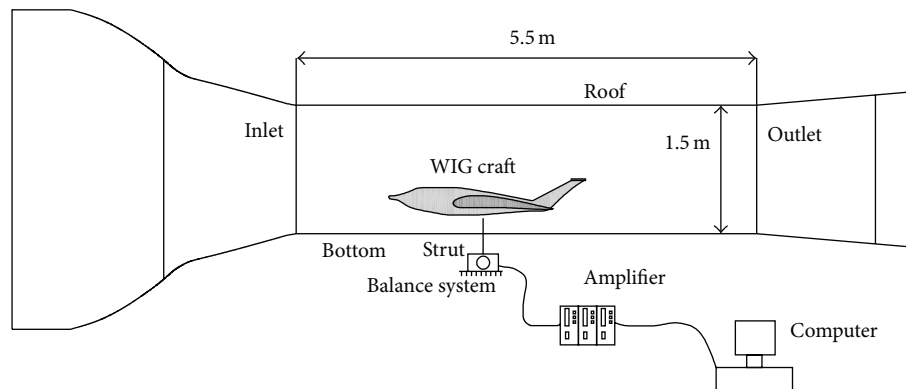 5.5 m
Roof
Inlet
1.5 m
Outlet
WIG craft
Bottom
Strut
Balance system
Amplifier
Computer